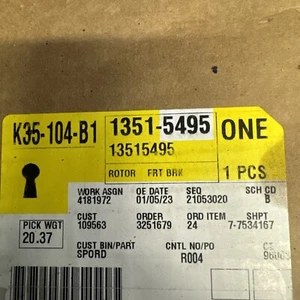 K35-104-B1 1351-5495 ONE
13515495
ROTOR FRT BRK 1 PCS
WORK ASGN OE DATE SEQ SCH CD
4181972 01/05/23 21053020 B
CUST ORDER ORD ITEM SHPT
PICK WGT 109563 3251679 24 7-7534167
20.37
CUST BIN/PART CNTL NO/PO
SPORD R004